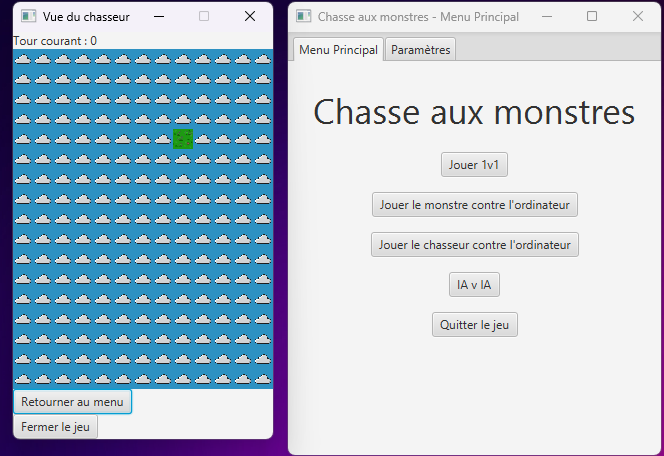 Vue du chasseur
Tour courant : 0
Retourner au menu
Fermer le jeu
Chasse aux monstres - Menu Principal
Menu Principal
Paramètres
Chasse aux monstres
Jouer 1v1
Jouer le monstre contre l'ordinateur
Jouer le chasseur contre l'ordinateur
IA v IA
Quitter le jeu